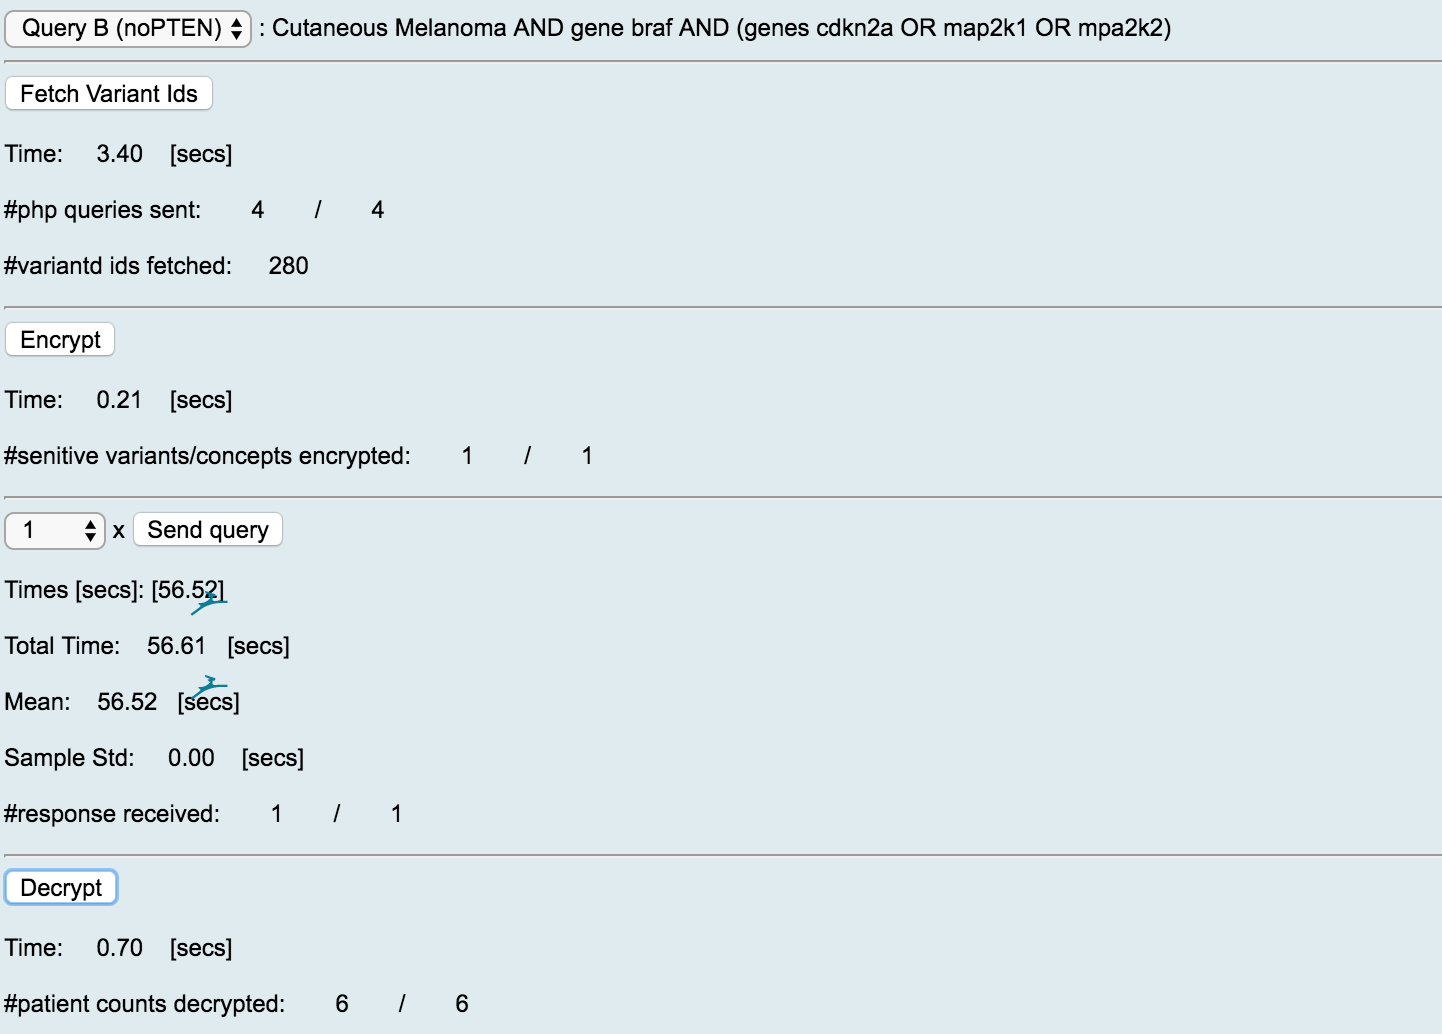 Query B (noPTEN) : Cutaneous Melanoma AND gene braf AND (genes cdkn2a OR map2k1 OR mpa2k2)
Fetch Variant Ids
Time: 3.40 [secs]
#php queries sent: 4 / 4
#variantd ids fetched: 280
Encrypt
Time: 0.21 [secs]
#senitive variants/concepts encrypted: 1 / 1
1 x Send query
Times [secs]: [56.52]
Total Time: 56.61 [secs]
Mean: 56.52 [secs]
Sample Std: 0.00 [secs]
#response received: 1 / 1
Decrypt
Time: 0.70 [secs]
#patient counts decrypted: 6 / 6